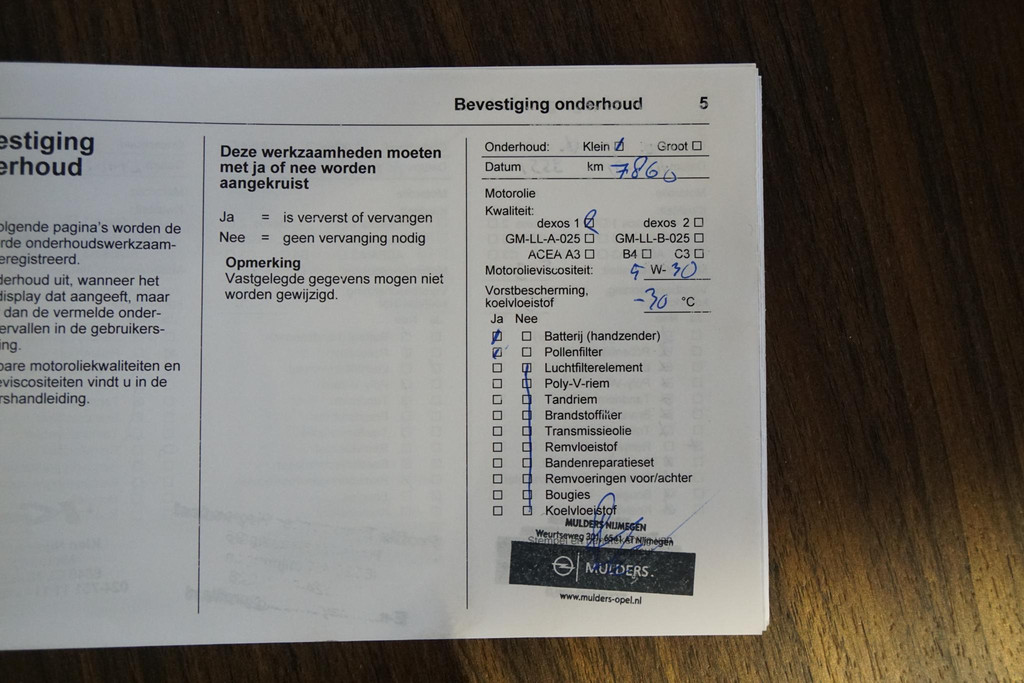 Bevestiging onderhoud 5
estiging
erhoud
olgende pagina's worden de
rde onderhoudswerkzaam-
eregistreerd.
derhoud uit, wanneer het
display dat aangeeft, maar
dan de vermelde onder-
ervallen in de gebruikers-
ing.
bare motoroliekwaliteiten en
eviscositeiten vindt u in de
rshandleiding.
Deze werkzaamheden moeten
met ja of nee worden
aangekruist
Ja = is ververst of vervangen
Nee = geen vervanging nodig
Opmerking
Vastgelegde gegevens mogen niet
worden gewijzigd.
Onderhoud: Klein Groot
Datum km 7860
Motorolie
Kwaliteit:
dexos 1 dexos 2
GM-LL-A-025 GM-LL-B-025
ACEA A3 B4 C3
Motorolieviscositeit: 5 W- 30
Vorstbescherming,
koelvloeistof -30 °C
Ja Nee
Batterij (handzender)
Pollenfilter
Luchtfilterelement
Poly-V-riem
Tandriem
Brandstoffilter
Transmissieolie
Remvloeistof
Bandenreparatieset
Remvoeringen voor/achter
Bougies
Koelvloeistof
MULDERS NIJMEGEN
Weurtseweg 301, 6541 AT Nijmegen
MULDERS.
www.mulders-opel.nl